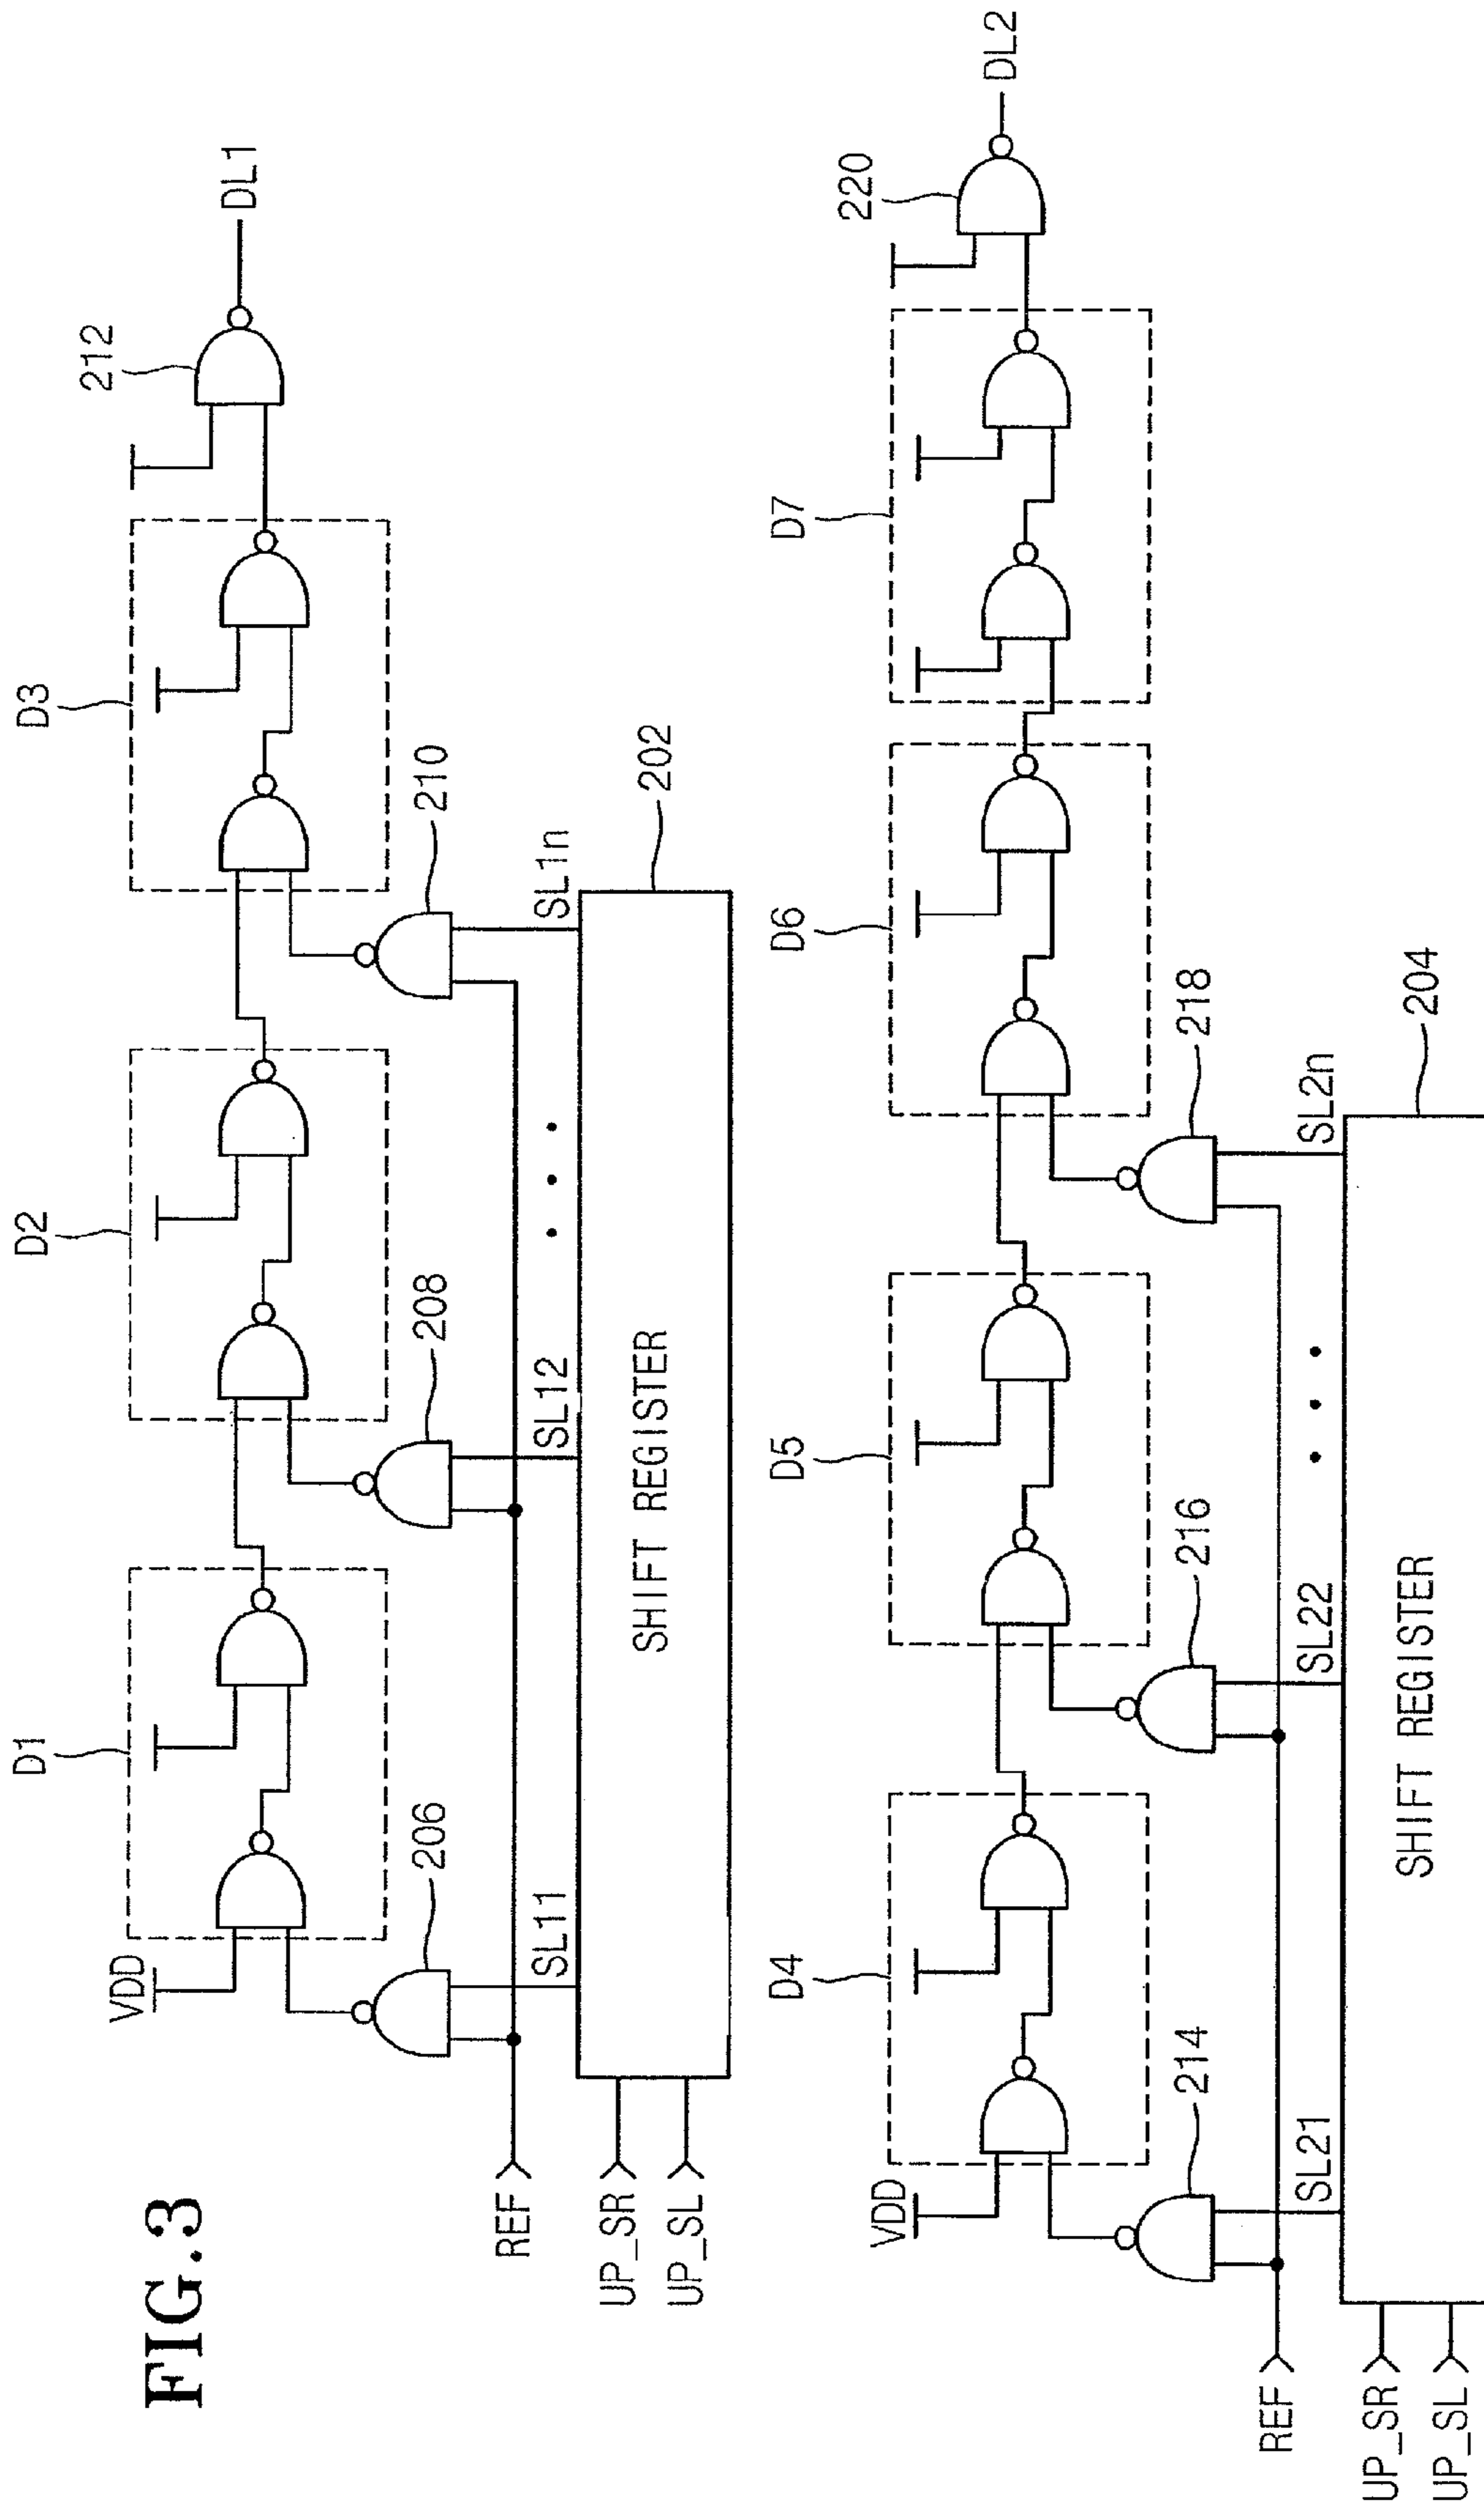 FIG.3
D1
D2
D3
212
DL1
VDD
206
208
210
REF
SL11
SL12
SL1n
202
UP_SR
UP_SL
SHIFT REGISTER
D4
D5
D6
D7
220
DL2
VDD
214
216
218
REF
SL21
SL22
SL2n
204
UP_SR
UP_SL
SHIFT REGISTER